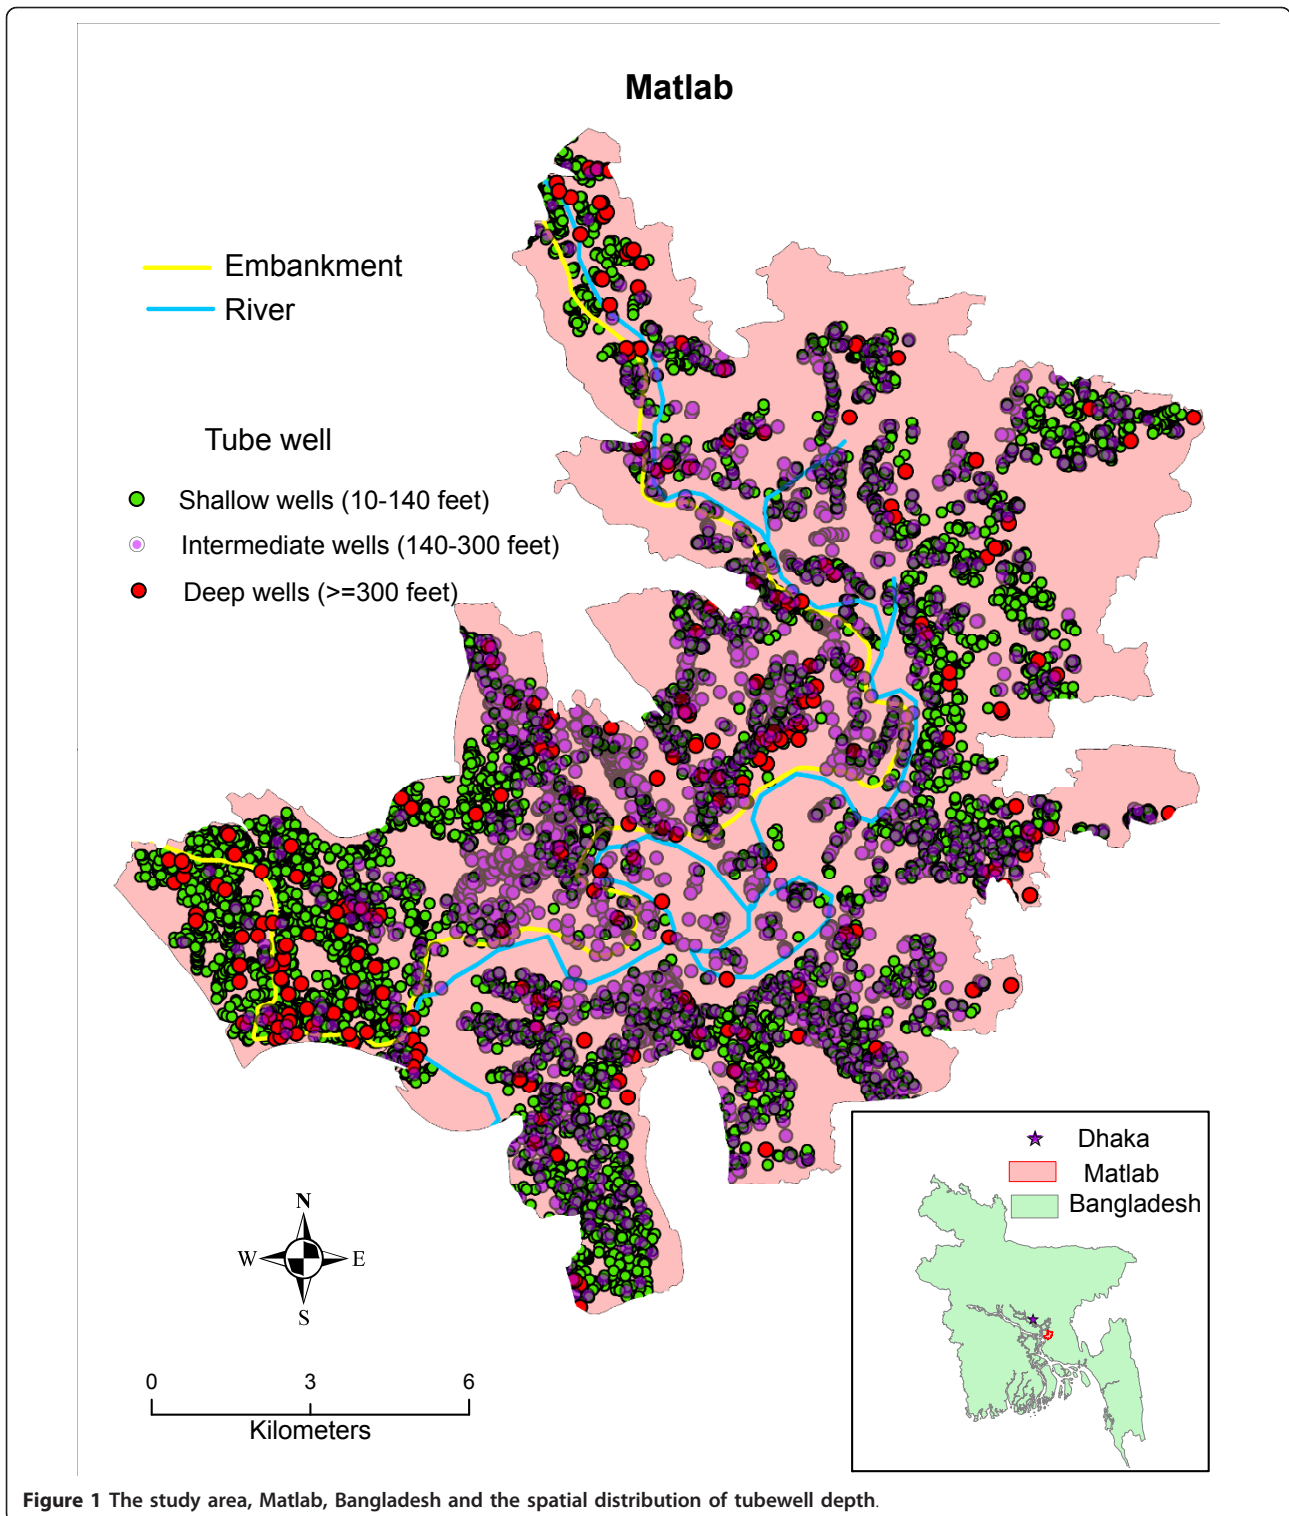 Matlab
Embankment
River
Tube well
Shallow wells (10-140 feet)
Intermediate wells (140-300 feet)
Deep wells (>=300 feet)
N
W E
S
0 3 6
Kilometers
Dhaka
Matlab
Bangladesh
Figure 1 The study area, Matlab, Bangladesh and the spatial distribution of tubewell depth.